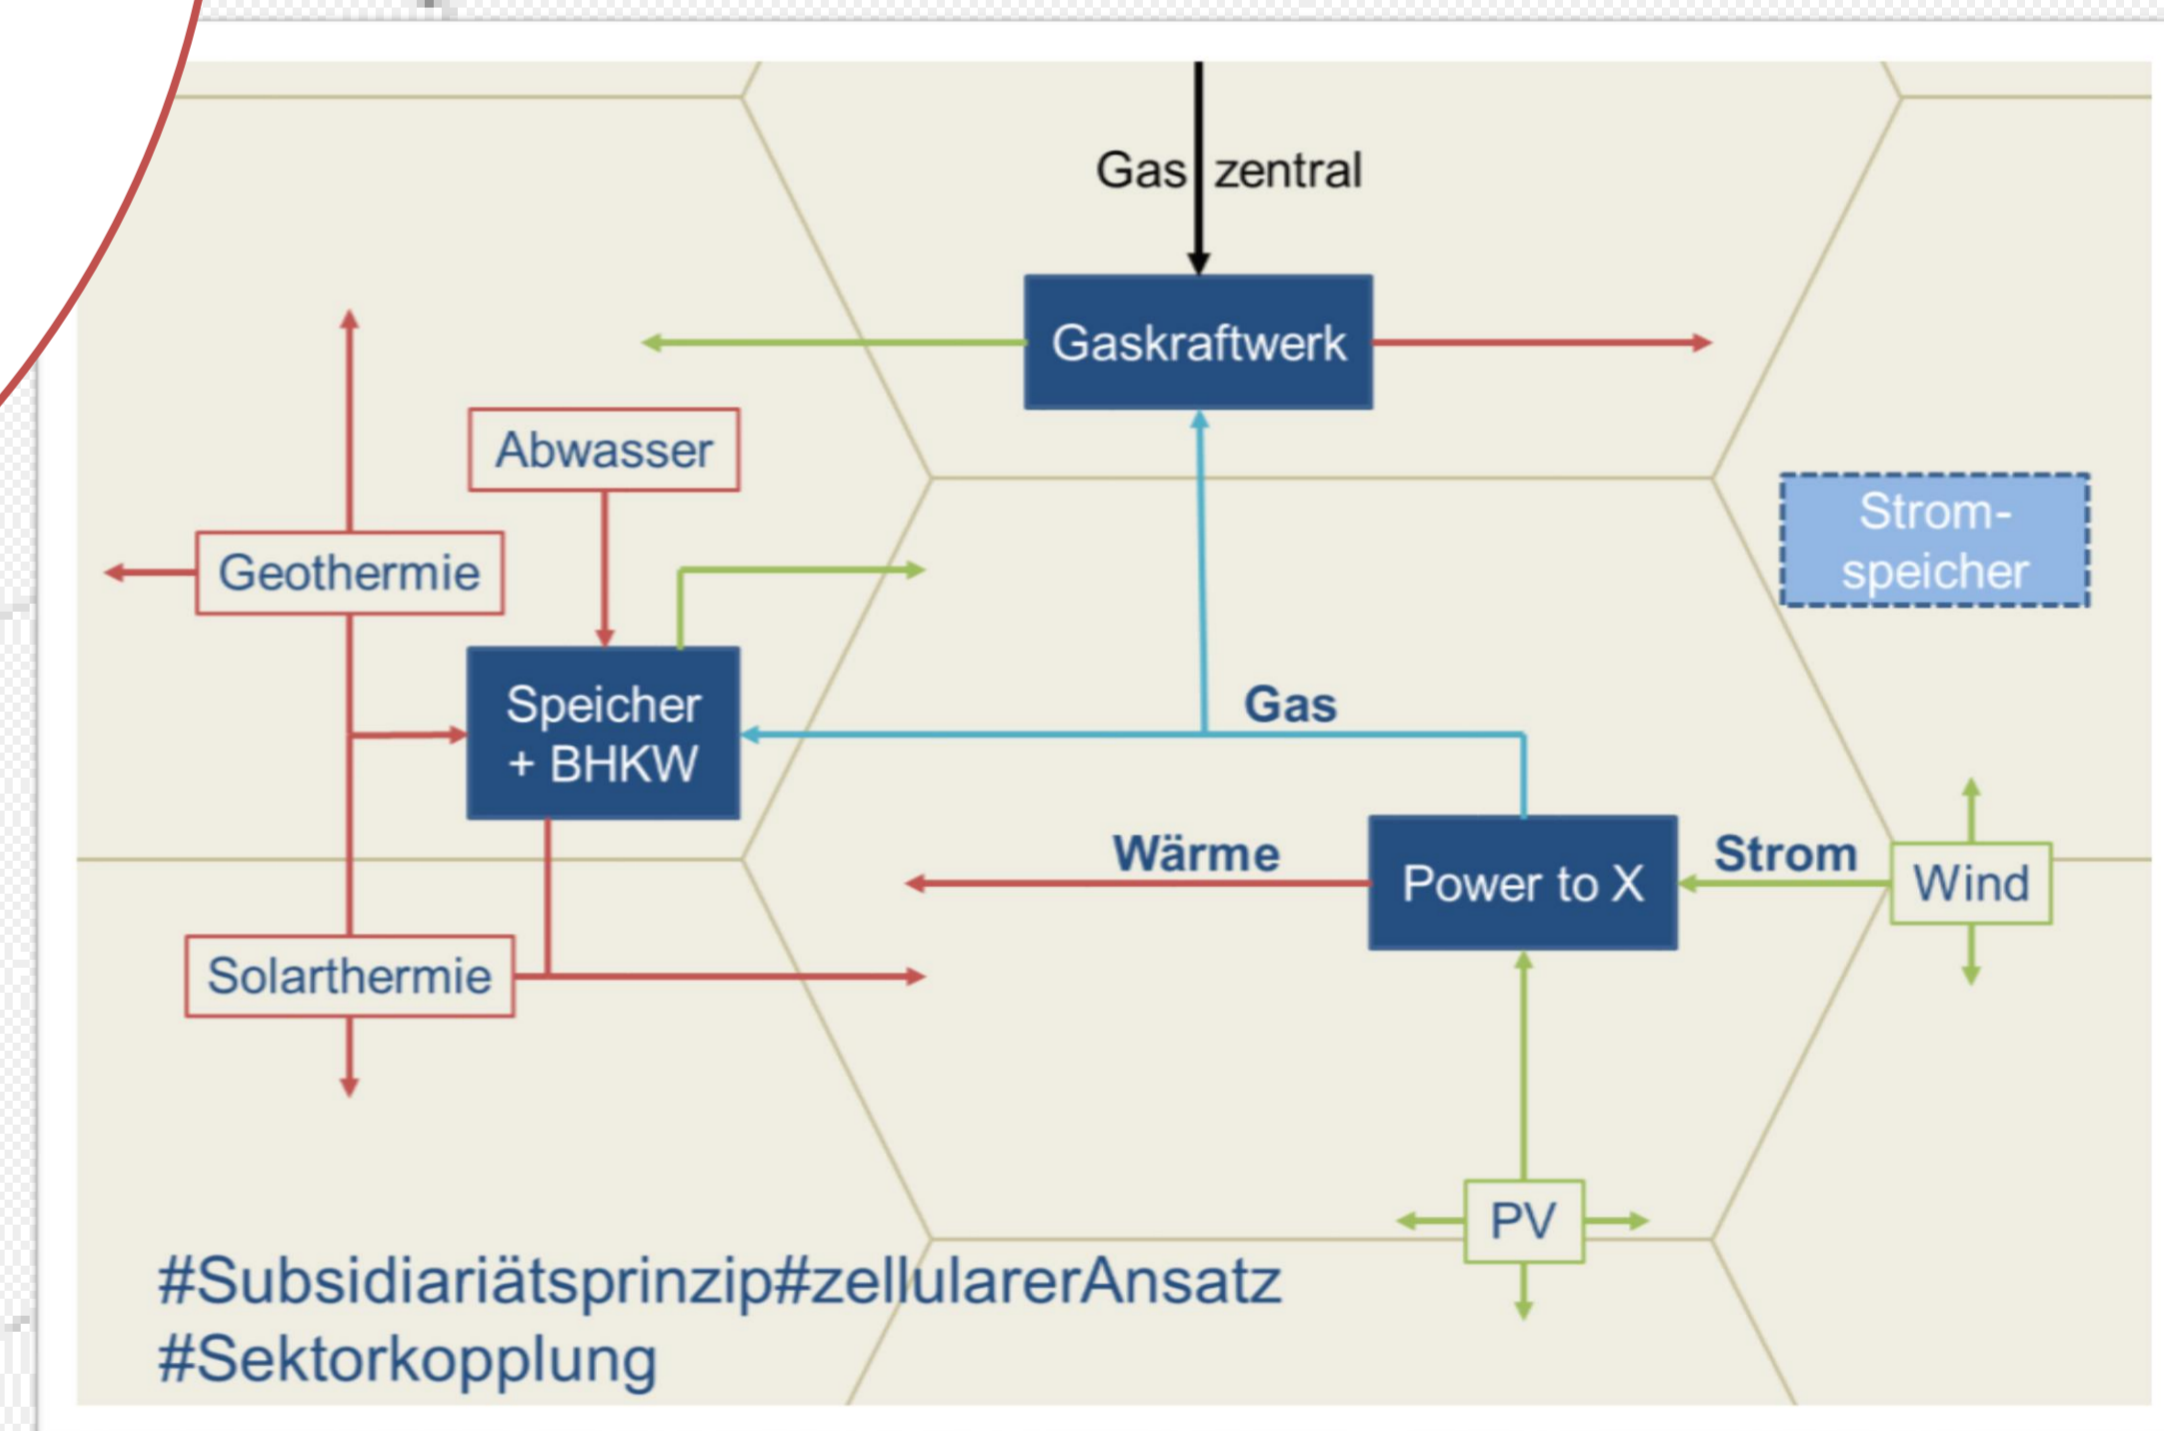 Gas zentral
Gaskraftwerk
Abwasser
Geothermie
Strom-
speicher
Speicher
+ BHKW
Gas
Wärme
Power to X
Strom
Wind
Solarthermie
PV
#Subsidiariätsprinzip#zellularerAnsatz
#Sektorkopplung